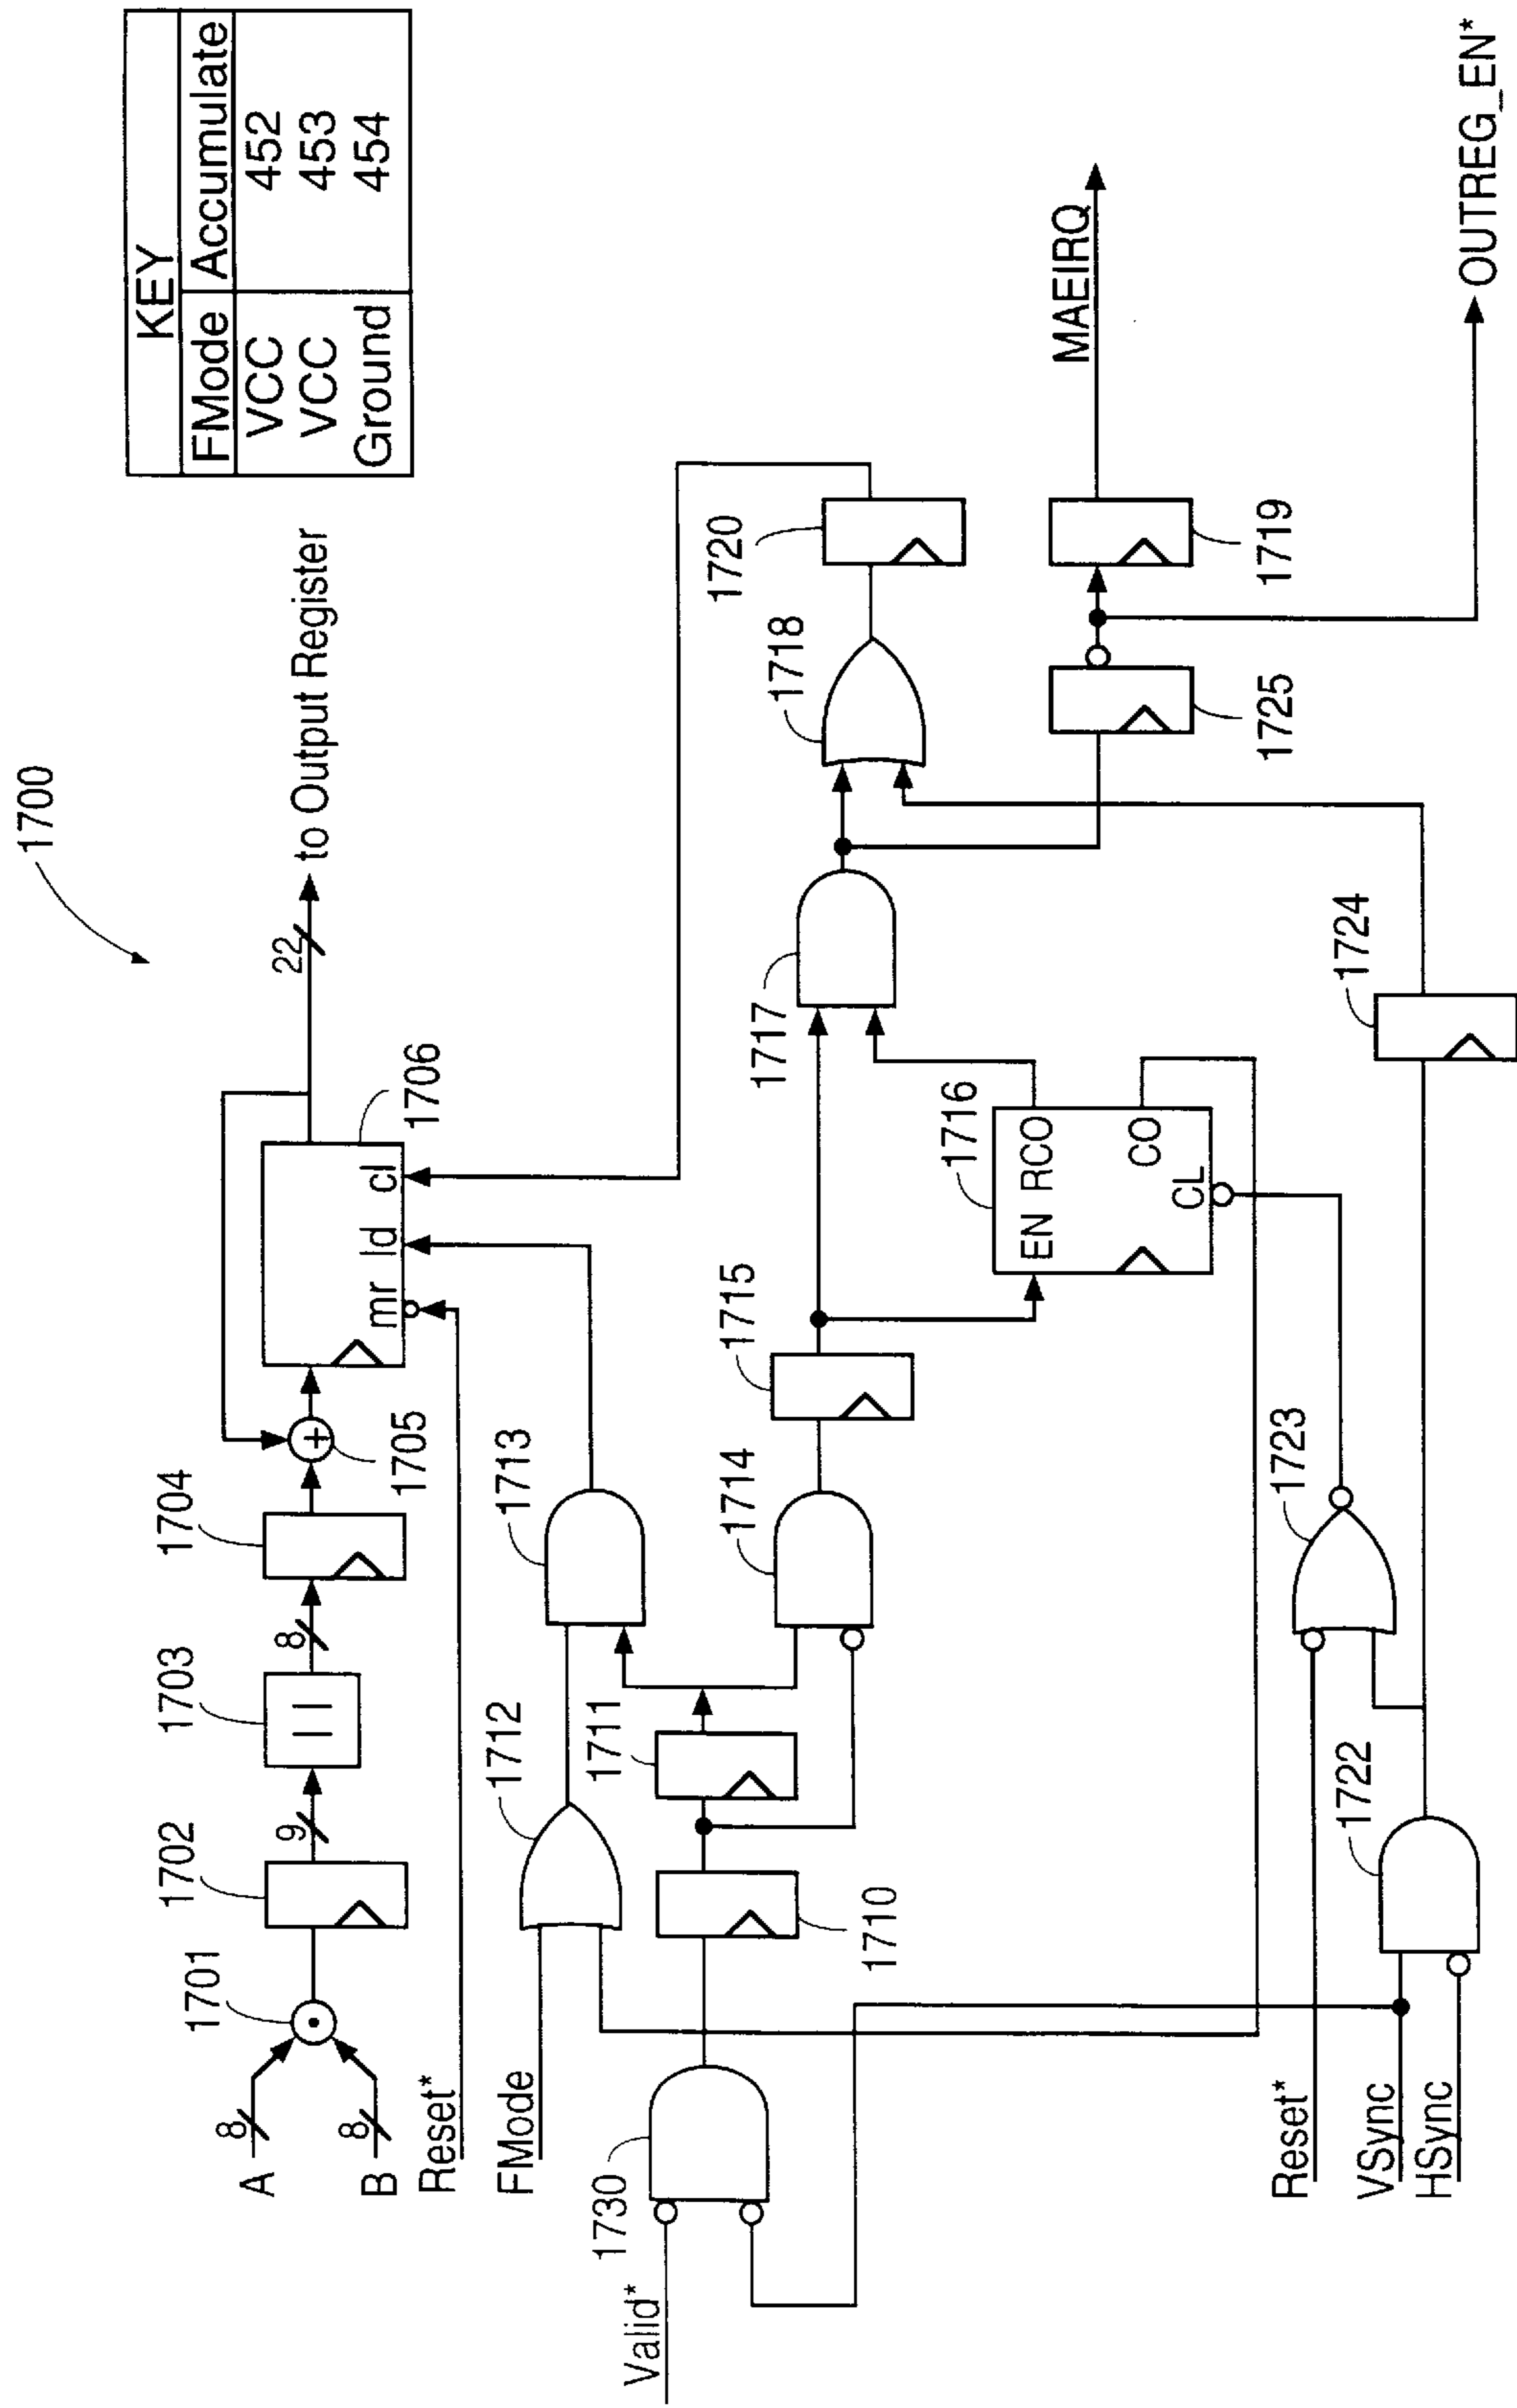 1700
KEY
FMode Accumulate
VCC 452
VCC 453
Ground 454
A
8
B
8
1701
1702
9
1703
8
1704
1705
1706
mr ld cl
22
to Output Register
Reset*
FMode
1712
1713
Valid*
1730
1710
1711
1714
1715
1716
EN RCO
CO
CL
1717
1718
1720
1725
1719
MAEIRQ
OUTREG_EN*
Reset*
VSync
HSync
1722
1723
1724